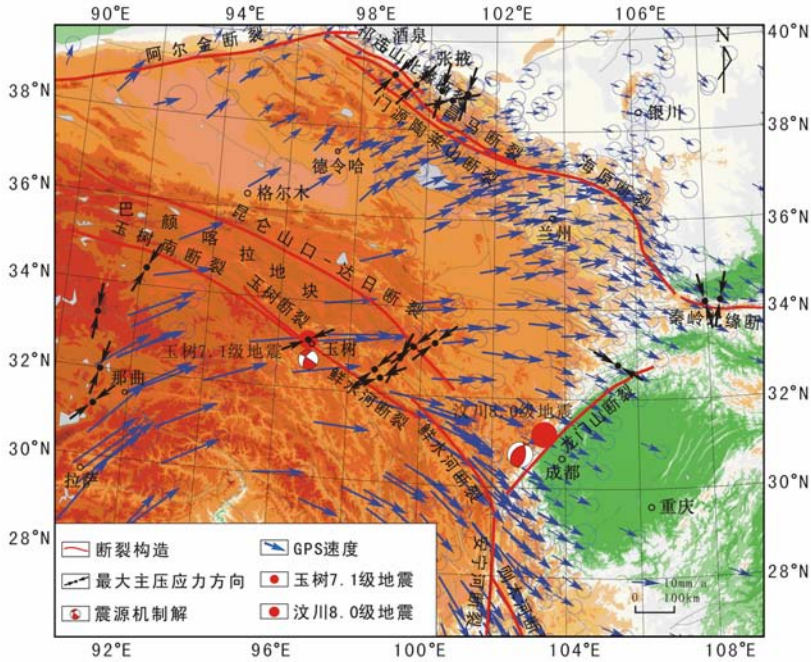 90°E
94°E
98°E
102°E
106°E
40°N
38°N
36°N
34°N
32°N
30°N
28°N
38°N
36°N
34°N
32°N
30°N
28°N
92°E
96°E
100°E
104°E
108°E
N
阿尔金断裂
酒泉
张掖
银川
门源陶莱山断裂
海原断裂
德令哈
格尔木
兰州
巴颜喀拉地块
昆仑山口-达日断裂
玉树南断裂
玉树断裂
玉树7.1级地震
玉树
秦岭北缘断
那曲
鲜水河断裂
鲜水河断裂
汶川8.0级地震
龙门山断裂
拉萨
成都
重庆
安宁河断裂
断裂构造
GPS速度
最大主压应力方向
玉树7.1级地震
震源机制解
汶川8.0级地震
10mm/a
0
100km